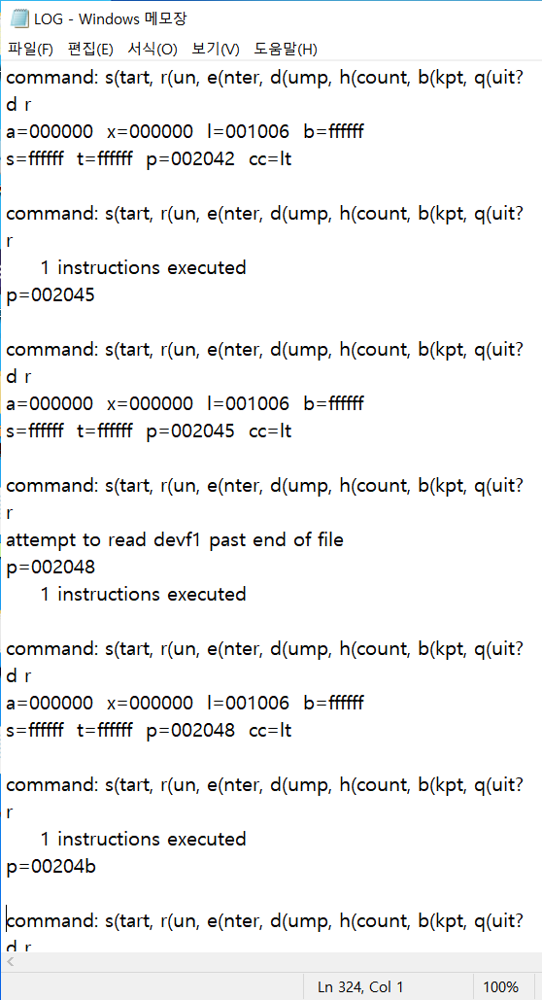 LOG - Windows 메모장
파일(F) 편집(E) 서식(O) 보기(V) 도움말(H)
command: s(tart, r(un, e(nter, d(ump, h(count, b(kpt, q(uit?
d r
a=000000 x=000000 l=001006 b=ffffff
s=ffffff t=ffffff p=002042 cc=lt
command: s(tart, r(un, e(nter, d(ump, h(count, b(kpt, q(uit?
r
1 instructions executed
p=002045
command: s(tart, r(un, e(nter, d(ump, h(count, b(kpt, q(uit?
d r
a=000000 x=000000 l=001006 b=ffffff
s=ffffff t=ffffff p=002045 cc=lt
command: s(tart, r(un, e(nter, d(ump, h(count, b(kpt, q(uit?
r
attempt to read devf1 past end of file
p=002048
1 instructions executed
command: s(tart, r(un, e(nter, d(ump, h(count, b(kpt, q(uit?
d r
a=000000 x=000000 l=001006 b=ffffff
s=ffffff t=ffffff p=002048 cc=lt
command: s(tart, r(un, e(nter, d(ump, h(count, b(kpt, q(uit?
r
1 instructions executed
p=00204b
command: s(tart, r(un, e(nter, d(ump, h(count, b(kpt, q(uit?
d r
Ln 324, Col 1 100%